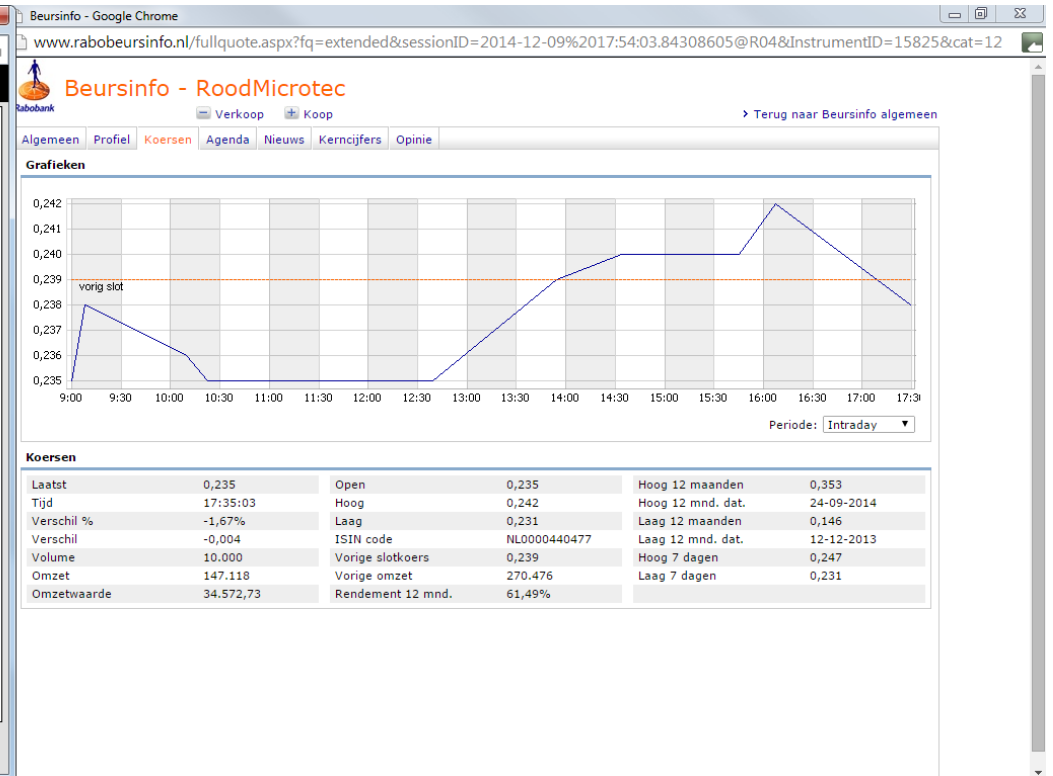 Beursinfo - Google Chrome
www.rabobeursinfo.nl/fullquote.aspx?fq=extended&sessionID=2014-12-09%2017:54:03.84308605@R04&InstrumentID=15825&cat=12
Rabobank
Beursinfo - RoodMicrotec
Verkoop Koop
Terug naar Beursinfo algemeen
Algemeen Profiel Koersen Agenda Nieuws Kerncijfers Opinie
Grafieken
0,242
0,241
0,240
0,239
vorig slot
0,238
0,237
0,236
0,235
9:00 9:30 10:00 10:30 11:00 11:30 12:00 12:30 13:00 13:30 14:00 14:30 15:00 15:30 16:00 16:30 17:00 17:3
Periode: Intraday
Koersen
Laatst 0,235 Open 0,235 Hoog 12 maanden 0,353
Tijd 17:35:03 Hoog 0,242 Hoog 12 mnd. dat. 24-09-2014
Verschil % -1,67% Laag 0,231 Laag 12 maanden 0,146
Verschil -0,004 ISIN code NL0000440477 Laag 12 mnd. dat. 12-12-2013
Volume 10.000 Vorige slotkoers 0,239 Hoog 7 dagen 0,247
Omzet 147.118 Vorige omzet 270.476 Laag 7 dagen 0,231
Omzetwaarde 34.572,73 Rendement 12 mnd. 61,49%